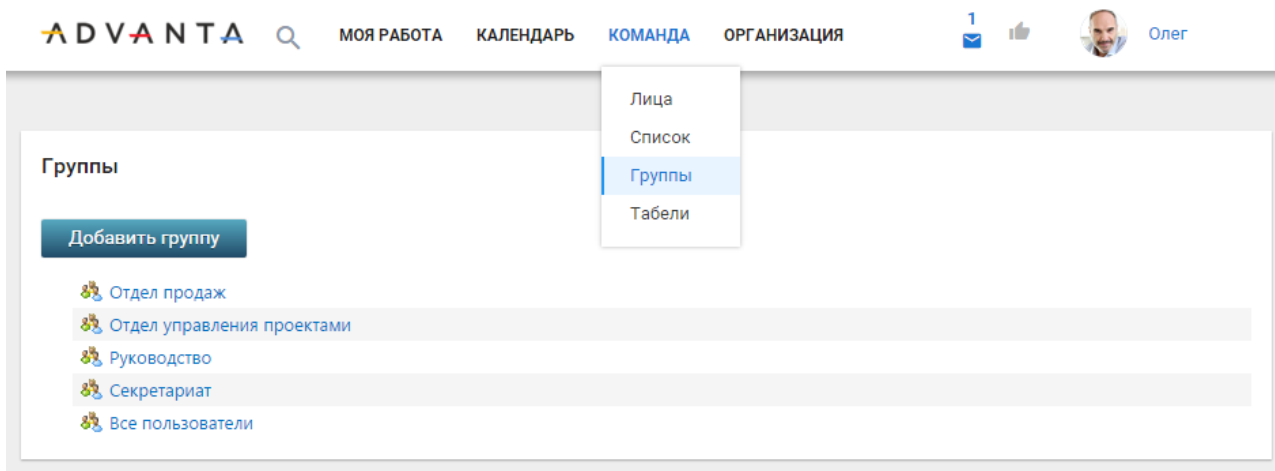 ADVANTA МОЯ РАБОТА КАЛЕНДАРЬ КОМАНДА ОРГАНИЗАЦИЯ 1 Олег
Лица
Список
Группы
Табели
Группы
Добавить группу
Отдел продаж
Отдел управления проектами
Руководство
Секретариат
Все пользователи